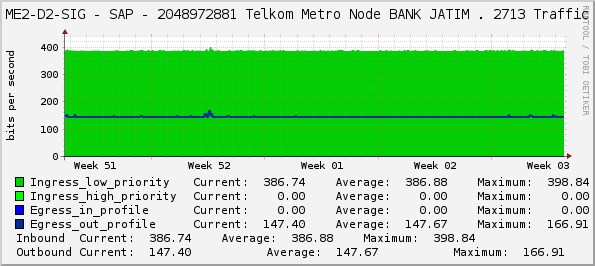 ME2-D2-SIG - SAP - 2048972881 Telkom Metro Node BANK JATIM . 2713 Traffic
RRDTOOL / TOBI OETIKER
bits per second
400
300
200
100
0
Week 51 Week 52 Week 01 Week 02 Week 03
Ingress_low_priority Current: 386.74 Average: 386.88 Maximum: 398.84
Ingress_high_priority Current: 0.00 Average: 0.00 Maximum: 0.00
Egress_in_profile Current: 0.00 Average: 0.00 Maximum: 0.00
Egress_out_profile Current: 147.40 Average: 147.67 Maximum: 166.91
Inbound Current: 386.74 Average: 386.88 Maximum: 398.84
Outbound Current: 147.40 Average: 147.67 Maximum: 166.91